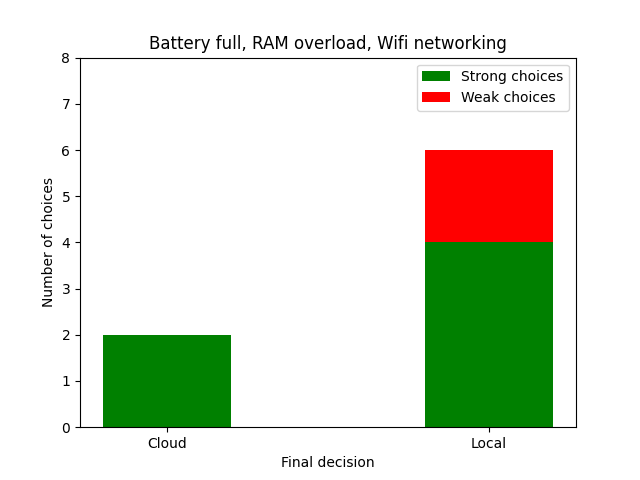 Battery full, RAM overload, Wifi networking
8
7
6
5
4
3
2
1
0
Number of choices
Strong choices
Weak choices
Cloud
Local
Final decision